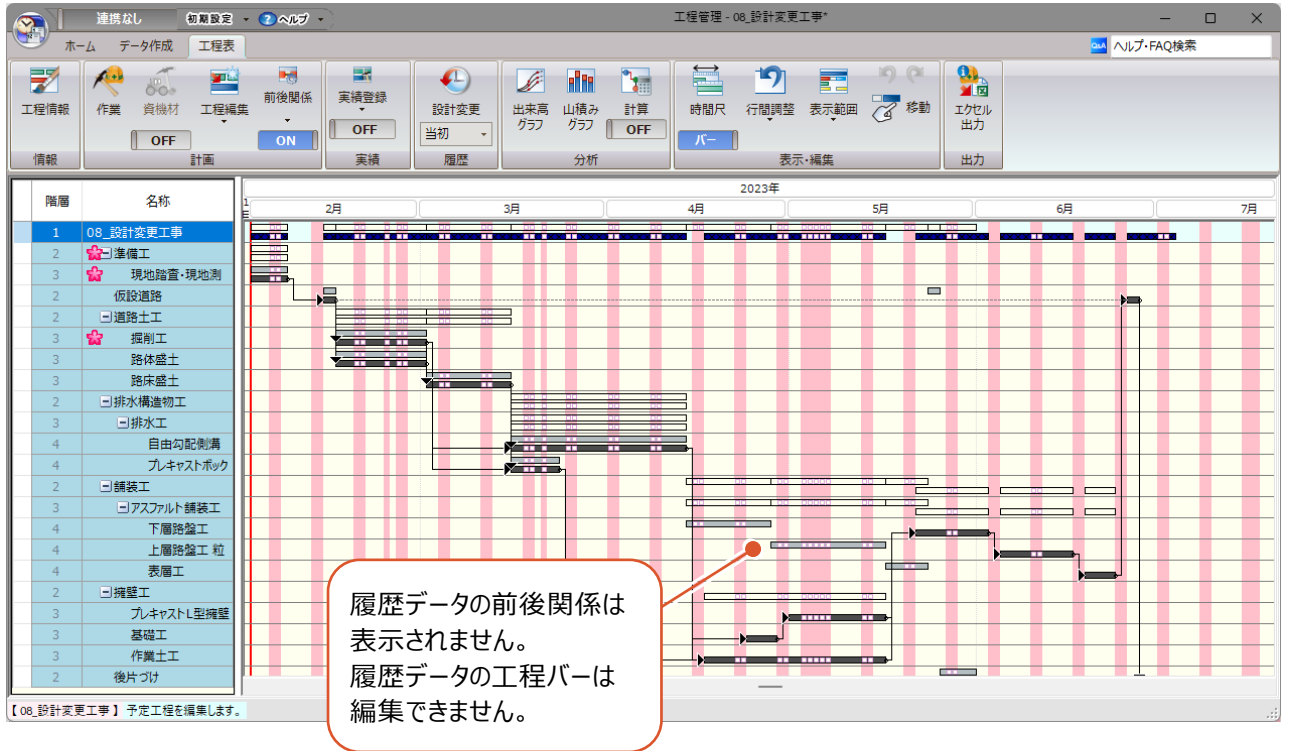 連携なし 初期設定 ヘルプ 工程管理 - 08_設計変更工事*
ホーム データ作成 工程表 Q&A ヘルプ・FAQ検索
工程情報 作業 資機材 工程編集 前後関係 実績登録 設計変更 出来高グラフ 山積みグラフ 計算 時間尺 行間調整 表示範囲 移動 エクセル出力
OFF ON OFF 当初 OFF バー
情報 計画 実績 履歴 分析 表示・編集 出力
階層 名称 2023年
2月 3月 4月 5月 6月 7月
1 08_設計変更工事
2 準備工
3 現地踏査・現地測
2 仮設道路
2 道路土工
3 掘削工
3 路体盛土
3 路床盛土
2 排水構造物工
3 排水工
4 自由勾配側溝
4 プレキャストボック
2 舗装工
3 アスファルト舗装工
4 下層路盤工
4 上層路盤工 粒
4 表層工
2 擁壁工
3 プレキャストL型擁壁
3 基礎工
3 作業土工
2 後片づけ
履歴データの前後関係は
表示されません。
履歴データの工程バーは
編集できません。
【 08_設計変更工事 】 予定工程を編集します。